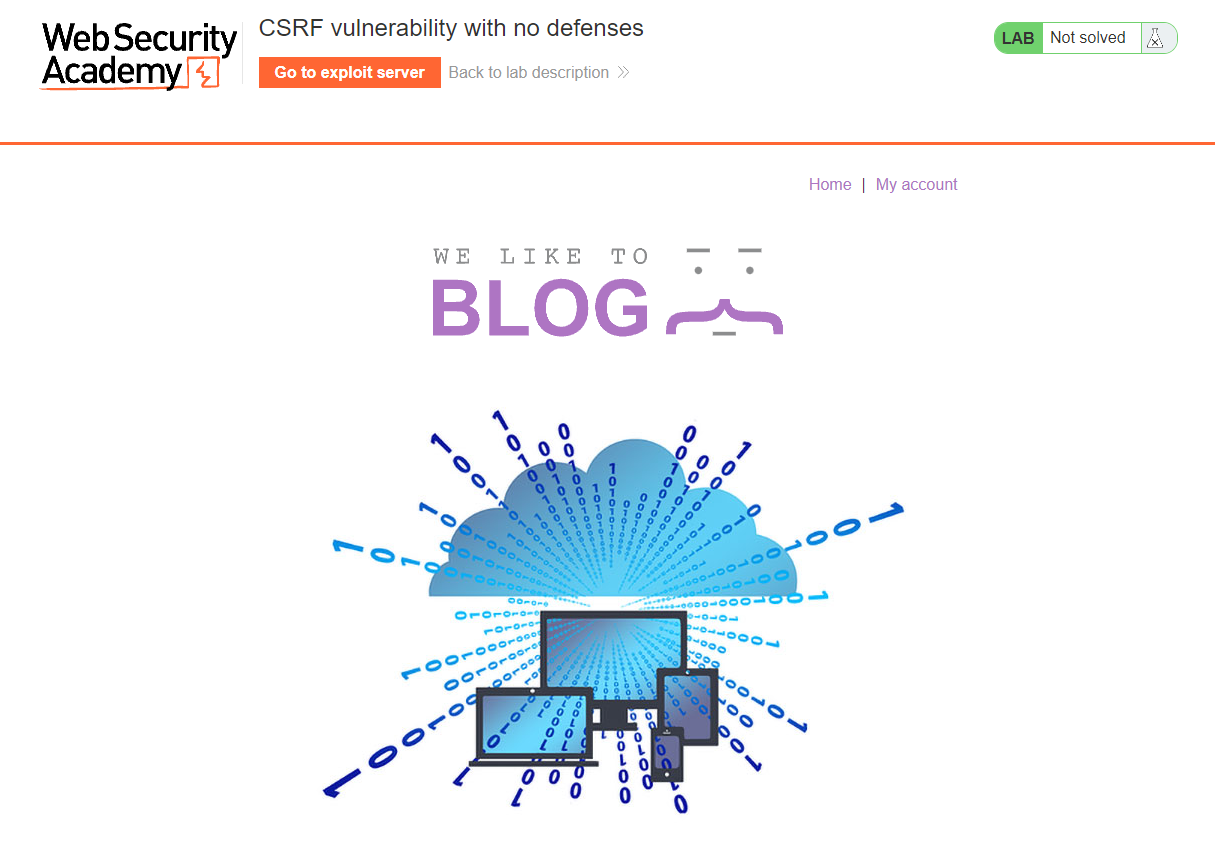 Web Security
Academy
CSRF vulnerability with no defenses
Go to exploit server
Back to lab description
LAB
Not solved
Home | My account
WE LIKE TO
BLOG